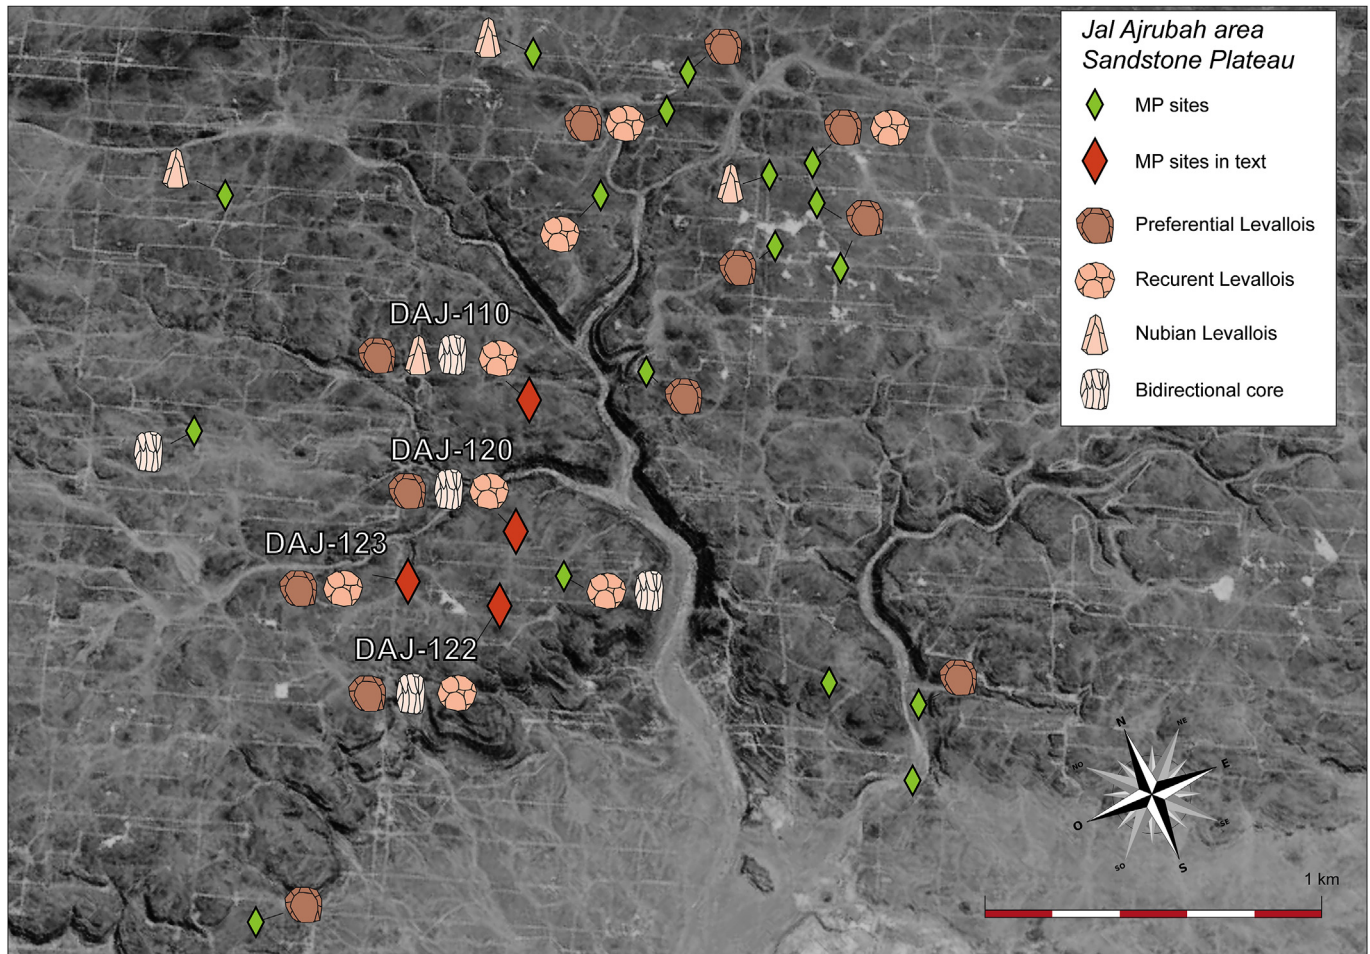 Jal Ajrubah area
Sandstone Plateau
MP sites
MP sites in text
Preferential Levallois
Recurent Levallois
Nubian Levallois
Bidirectional core
DAJ-110
DAJ-120
DAJ-123
DAJ-122
N
NE
NO
E
O
SE
SO
S
1 km